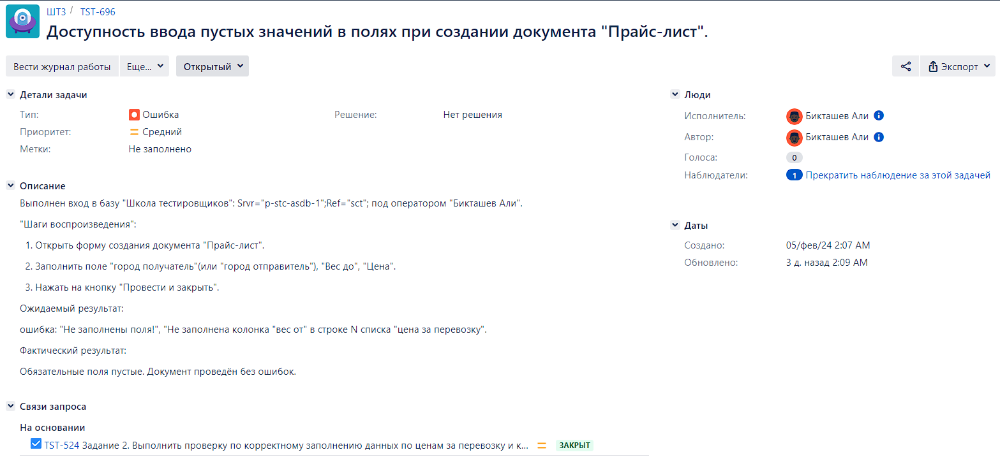 ШТЗ / TST-696
Доступность ввода пустых значений в полях при создании документа "Прайс-лист".
Вести журнал работы Еще... Открытый Экспорт
Детали задачи
Тип: Ошибка Решение: Нет решения
Приоритет: Средний
Метки: Не заполнено
Описание
Выполнен вход в базу "Школа тестировщиков": Srvr="p-stc-asdb-1";Ref="sct"; под оператором "Бикташев Али".
"Шаги воспроизведения":
1. Открыть форму создания документа "Прайс-лист".
2. Заполнить поле "город получатель"(или "город отправитель"), "Вес до", "Цена".
3. Нажать на кнопку "Провести и закрыть".
Ожидаемый результат:
ошибка: "Не заполнены поля!", "Не заполнена колонка "вес от" в строке N списка "цена за перевозку".
Фактический результат:
Обязательные поля пустые. Документ проведён без ошибок.
Связи запроса
На основании
TST-524 Задание 2. Выполнить проверку по корректному заполнению данных по ценам за перевозку и к... ЗАКРЫТ
Люди
Исполнитель: Бикташев Али
Автор: Бикташев Али
Голоса: 0
Наблюдатели: 1 Прекратить наблюдение за этой задачей
Даты
Создано: 05/фев/24 2:07 AM
Обновлено: 3 д. назад 2:09 AM